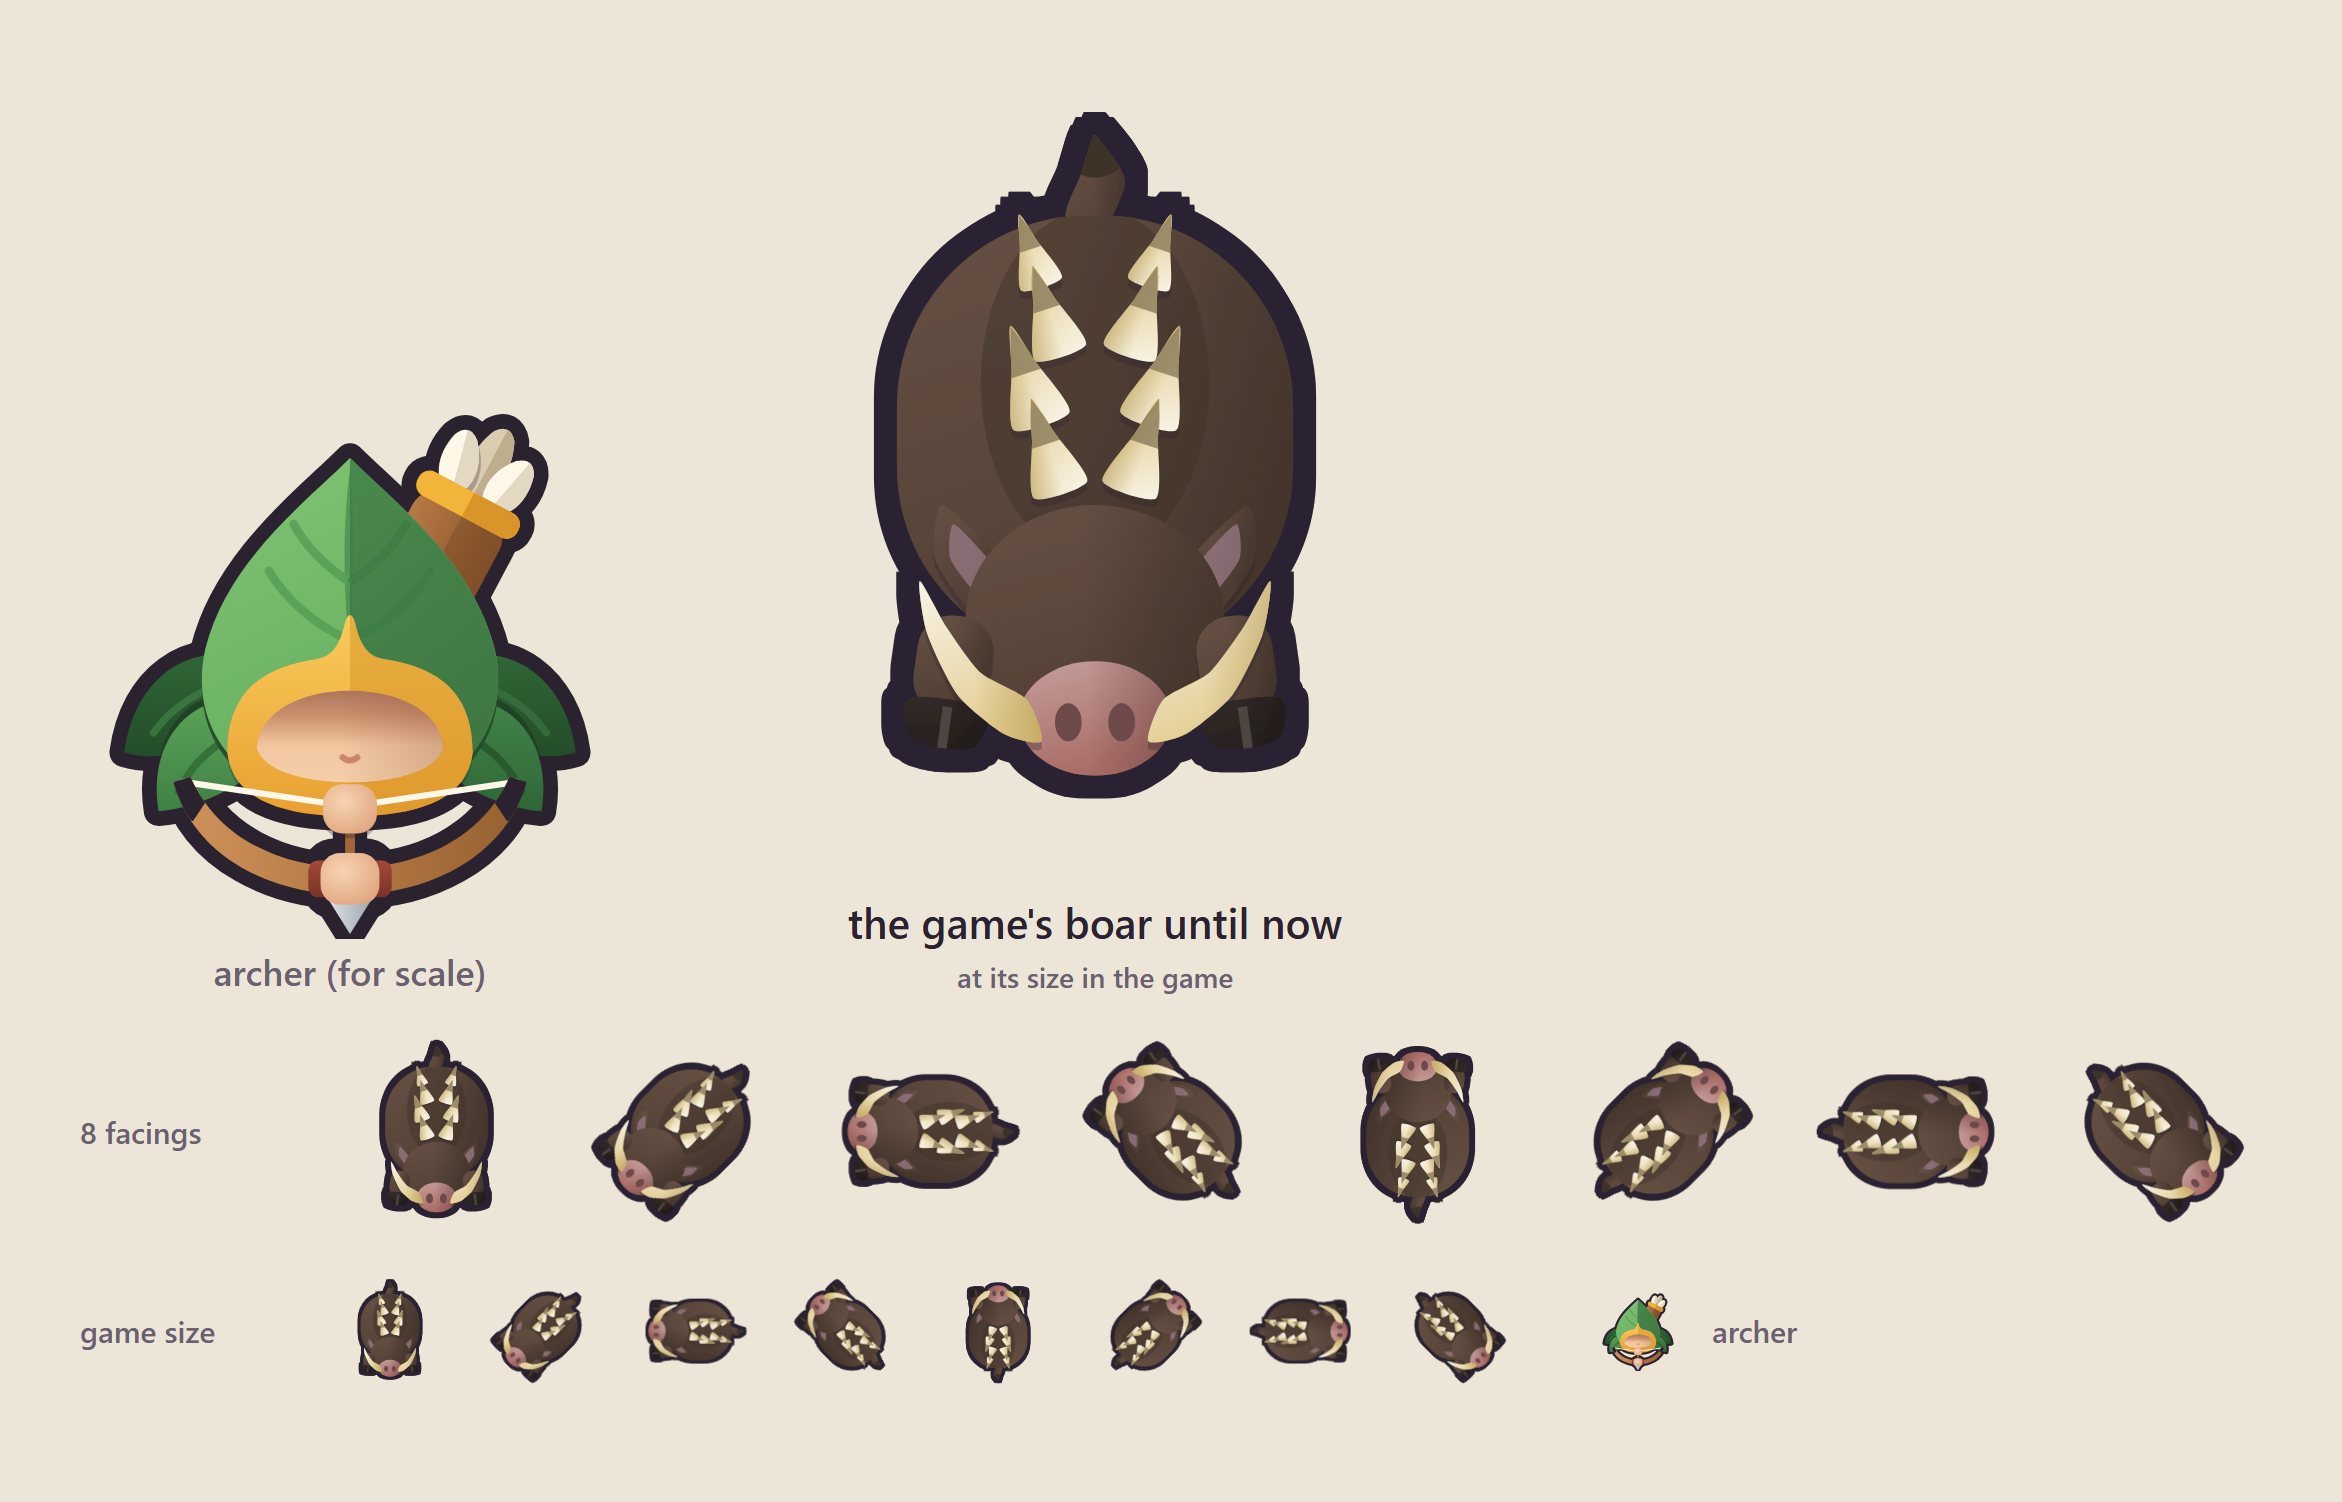 the game's boar until now
archer (for scale)
at its size in the game
8 facings
game size
archer